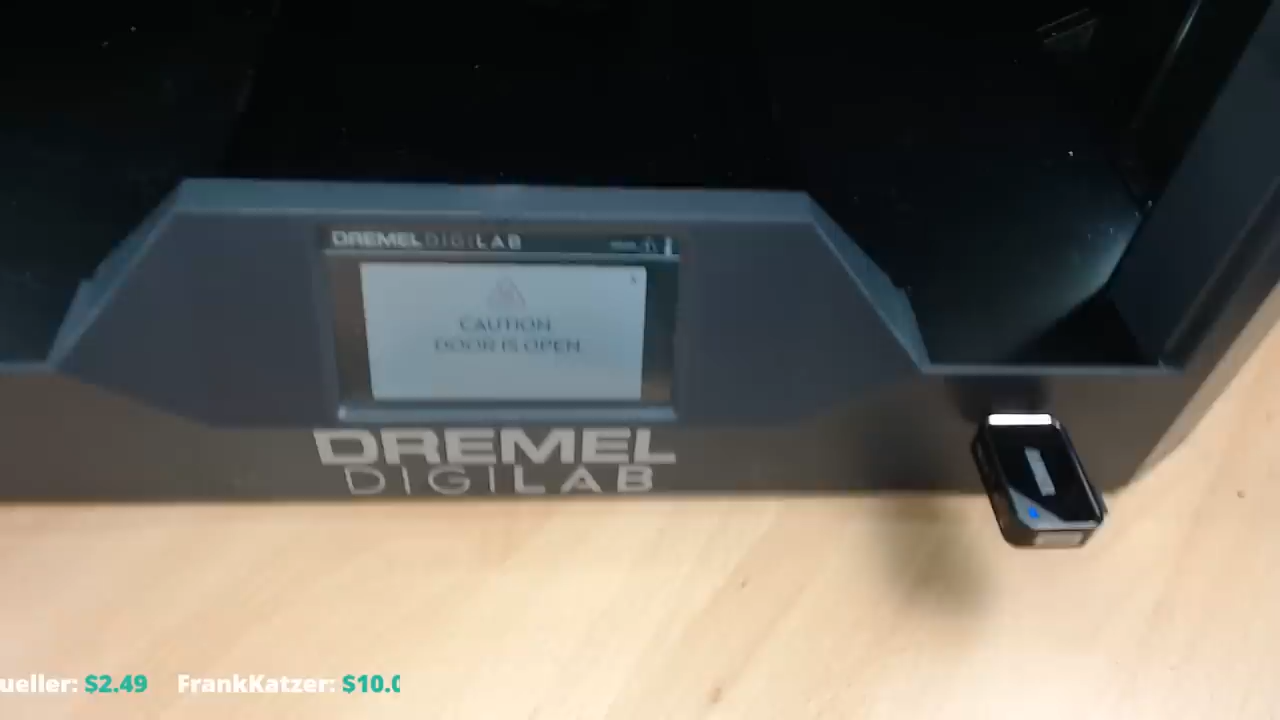 DREMEL DIGILAB
CAUTION
DOOR IS OPEN
DREMEL
DIGILAB
ueller: $2.49 FrankKatzer: $10.0